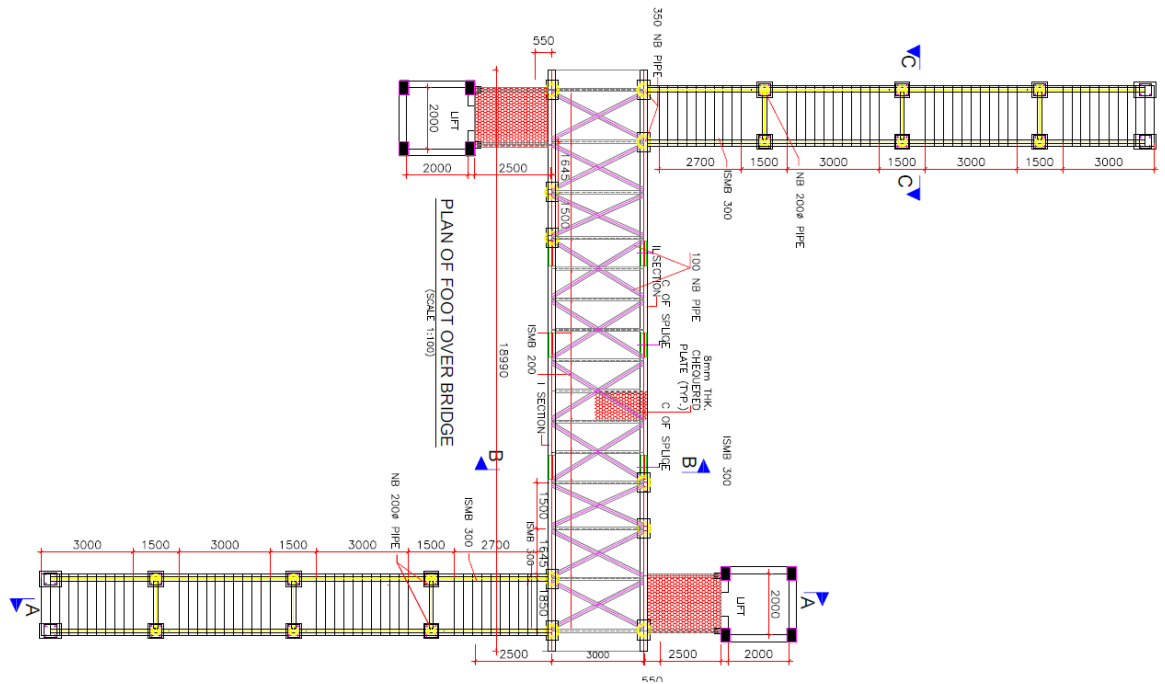 550
350 NB PIPE
C
2000
LIFT
2000
2500
2700
1500
3000
1500
3000
1500
3000
ISMB 300
NB 200ø PIPE
C
1645
1500
PLAN OF FOOT OVER BRIDGE
(SCALE 1:100)
100 NB PIPE
C OF SPLICE
ISMB 200
18990
8mm THK.
CHEQUERED
PLATE (TYP.)
I SECTION
C OF SPLICE
ISMB 300
B
B
NB 200ø PIPE
ISMB 300
1500
ISMB 300
1645
1850
3000
1500
3000
1500
3000
1500
2700
A
LIFT
2000
A
2500
3000
2500
2000
550